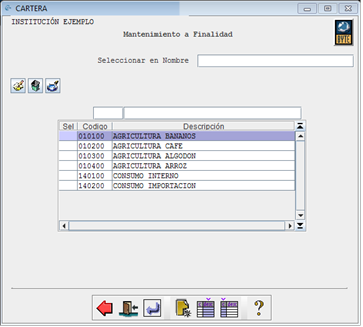 CARTERA
INSTITUCIÓN EJEMPLO
Mantenimiento a Finalidad
BYTE
Seleccionar en Nombre
Sel Codigo Descripción
010100 AGRICULTURA BANANOS
010200 AGRICULTURA CAFE
010300 AGRICULTURA ALGODON
010400 AGRICULTURA ARROZ
140100 CONSUMO INTERNO
140200 CONSUMO IMPORTACION
?